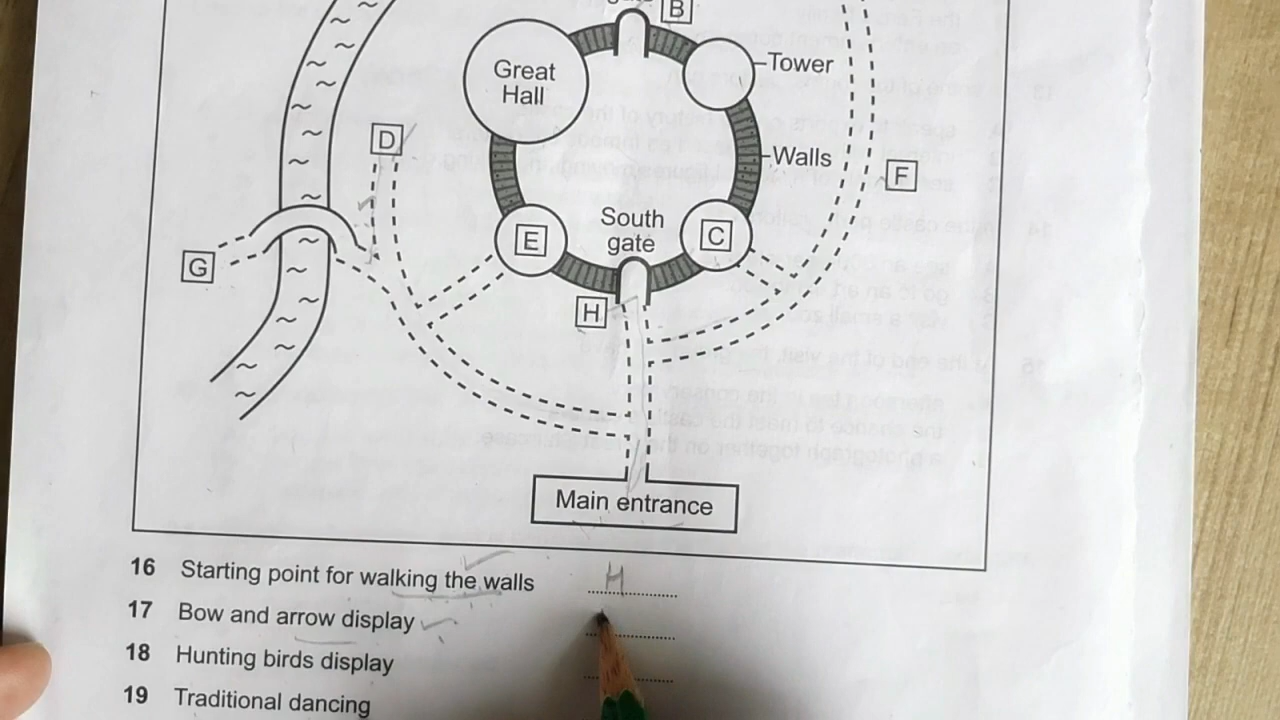 B
Tower
Great
Hall
D
Walls
F
South
gate
E
C
G
H
Main entrance
16 Starting point for walking the walls H
17 Bow and arrow display
18 Hunting birds display
19 Traditional dancing